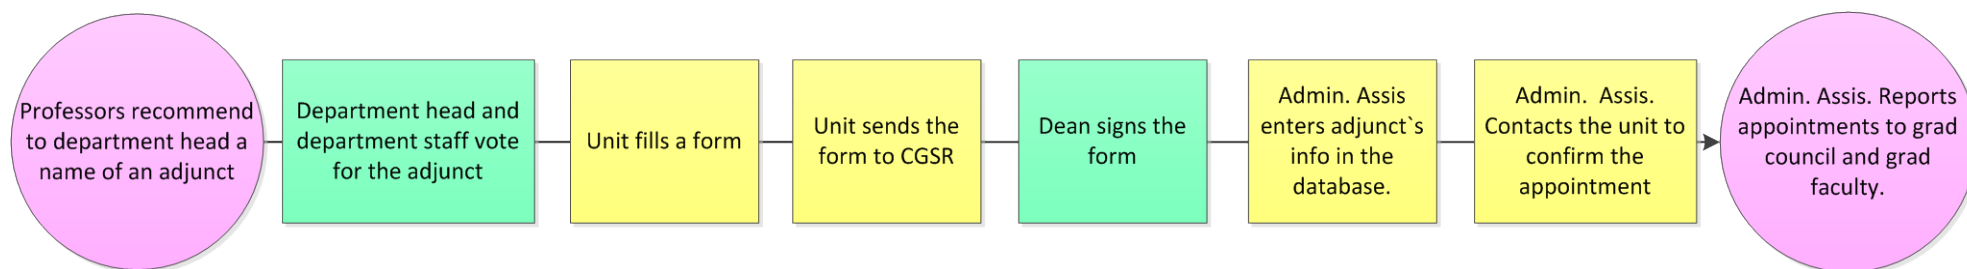 Professors recommend
to department head a
name of an adjunct
Department head and
department staff vote
for the adjunct
Unit fills a form
Unit sends the
form to CGSR
Dean signs the
form
Admin. Assis
enters adjunct`s
info in the
database.
Admin.  Assis.
Contacts the unit to
confirm the
appointment
Admin. Assis. Reports
appointments to grad
council and grad
faculty.